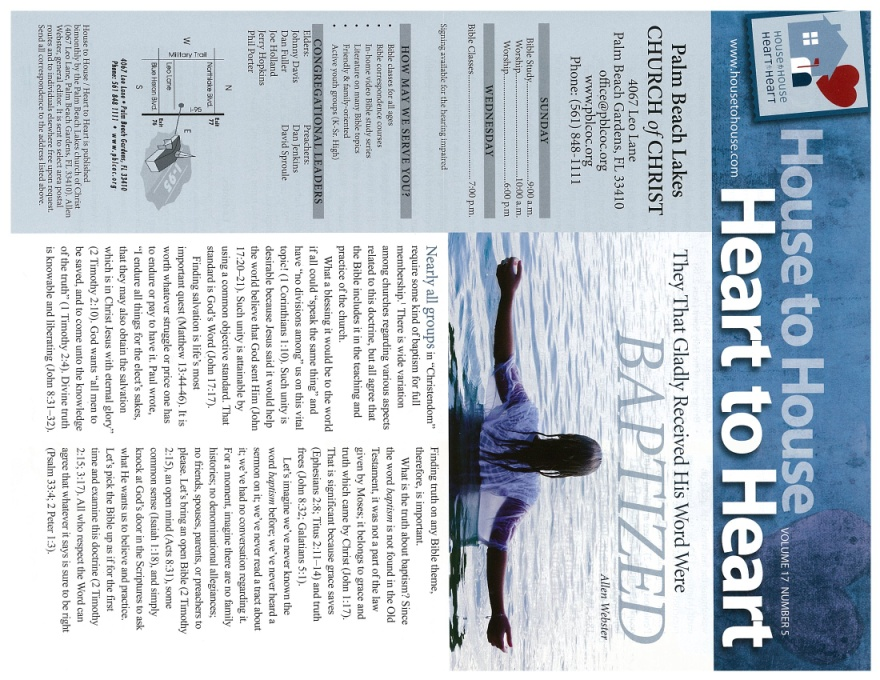 HOUSE to HOUSE
HEART to HEART
www.housetohouse.com
House to House
Heart to Heart
VOLUME 17 NUMBER 5
Palm Beach Lakes
CHURCH of CHRIST
4067 Leo Lane
Palm Beach Gardens, FL 33410
office@pblcoc.org
www.pblcoc.org
Phone: (561) 848-1111
SUNDAY
Bible Study..................9:00 a.m.
Worship.....................10:00 a.m.
Worship......................6:00 p.m
WEDNESDAY
Bible Classes................7:00 p.m.
Signing available for the hearing impaired
HOW MAY WE SERVE YOU?
• Bible classes for all ages
• Bible correspondence courses
• In-home video Bible study series
• Literature on many Bible topics
• Friendly & family-oriented
• Active youth groups (K-Sr. High)
CONGREGATIONAL LEADERS
Elders:
Johnny Davis
Dan Fuller
Joe Holland
Jerry Hopkins
Phil Porter
Preachers:
Dan Jenkins
David Sproule
N
W
E
S
Military Trail
Northlake Blvd.
Leo Lane
Blue Heron Blvd.
Exit 77
Exit 76
I-95
4067 Leo Lane • Palm Beach Gardens, FL 33410
Phone: 561 848-1111 • www.pblcoc.org
House to House / Heart to Heart is published
bimonthly by the Palm Beach Lakes church of Christ
(4067 Leo Lane, Palm Beach Gardens, FL 33410), Allen
Webster, general editor. It is sent to select area postal
routes and to individuals elsewhere free upon request.
Send all correspondence to the address listed above.
They That Gladly Received His Word Were
BAPTIZED
Allen Webster
Nearly all groups in “Christendom”
require some kind of baptism for full
membership.¹ There is wide variation
among churches regarding various aspects
related to this doctrine, but all agree that
the Bible includes it in the teaching and
practice of the church.
What a blessing it would be to the world
if all could “speak the same thing” and
have “no divisions among” us on this vital
topic! (1 Corinthians 1:10). Such unity is
desirable because Jesus said it would help
the world believe that God sent Him (John
17:20–21). Such unity is attainable by
using a common objective standard. That
standard is God’s Word (John 17:17).
Finding salvation is life’s most
important quest (Matthew 13:44-46). It is
worth whatever struggle or price one has
to endure or pay to have it. Paul wrote,
“I endure all things for the elect’s sakes,
that they may also obtain the salvation
which is in Christ Jesus with eternal glory”
(2 Timothy 2:10). God wants “all men to
be saved, and to come unto the knowledge
of the truth” (1 Timothy 2:4). Divine truth
is knowable and liberating (John 8:31–32).
Finding truth on any Bible theme,
therefore, is important.
What is the truth about baptism? Since
the word baptism is not found in the Old
Testament, it was not a part of the law
given by Moses; it belongs to grace and
truth which came by Christ (John 1:17).
That is significant because grace saves
(Ephesians 2:8; Titus 2:11–14) and truth
frees (John 8:32; Galatians 5:1).
Let’s imagine we’ve never known the
word baptism before; we’ve never heard a
sermon on it; we’ve never read a tract about
it; we’ve had no conversation regarding it.
For a moment, imagine there are no family
histories; no denominational allegiances;
no friends, spouses, parents, or preachers to
please. Let’s bring an open Bible (2 Timothy
2:15), an open mind (Acts 8:31), some
common sense (Isaiah 1:18), and simply
knock at God’s door in the Scriptures to ask
what He wants us to believe and practice.
Let’s pick the Bible up as if for the first
time and examine this doctrine (2 Timothy
2:15; 3:17). All who respect the Word can
agree that whatever it says is sure to be right
(Psalm 33:4; 2 Peter 1:3).